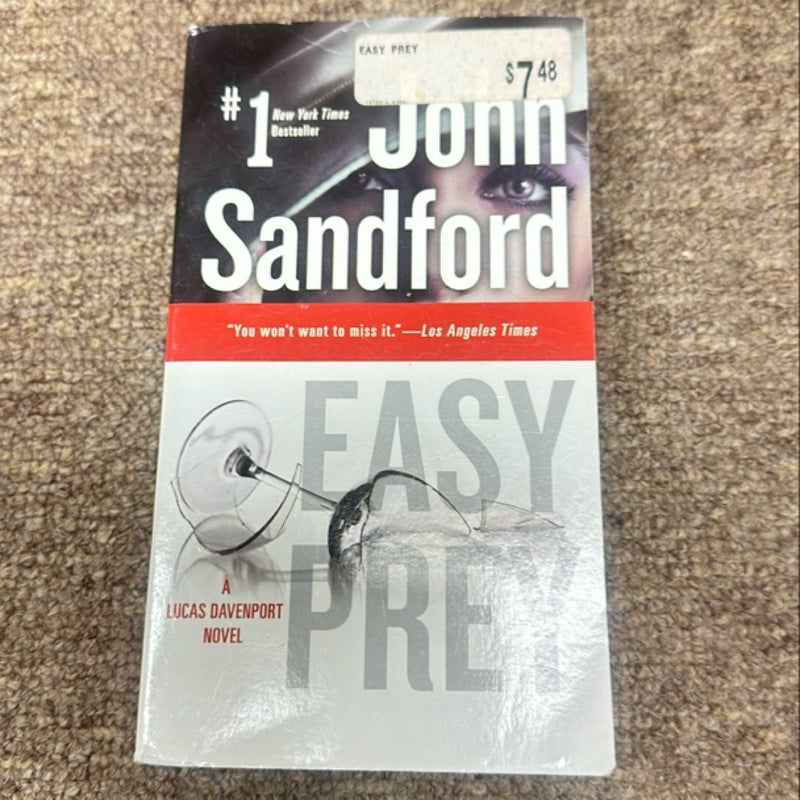 EASY PREY
$7 48
#1 New York Times
Bestseller
John
Sandford
"You won't want to miss it."—Los Angeles Times
EASY
PREY
A
LUCAS DAVENPORT
NOVEL